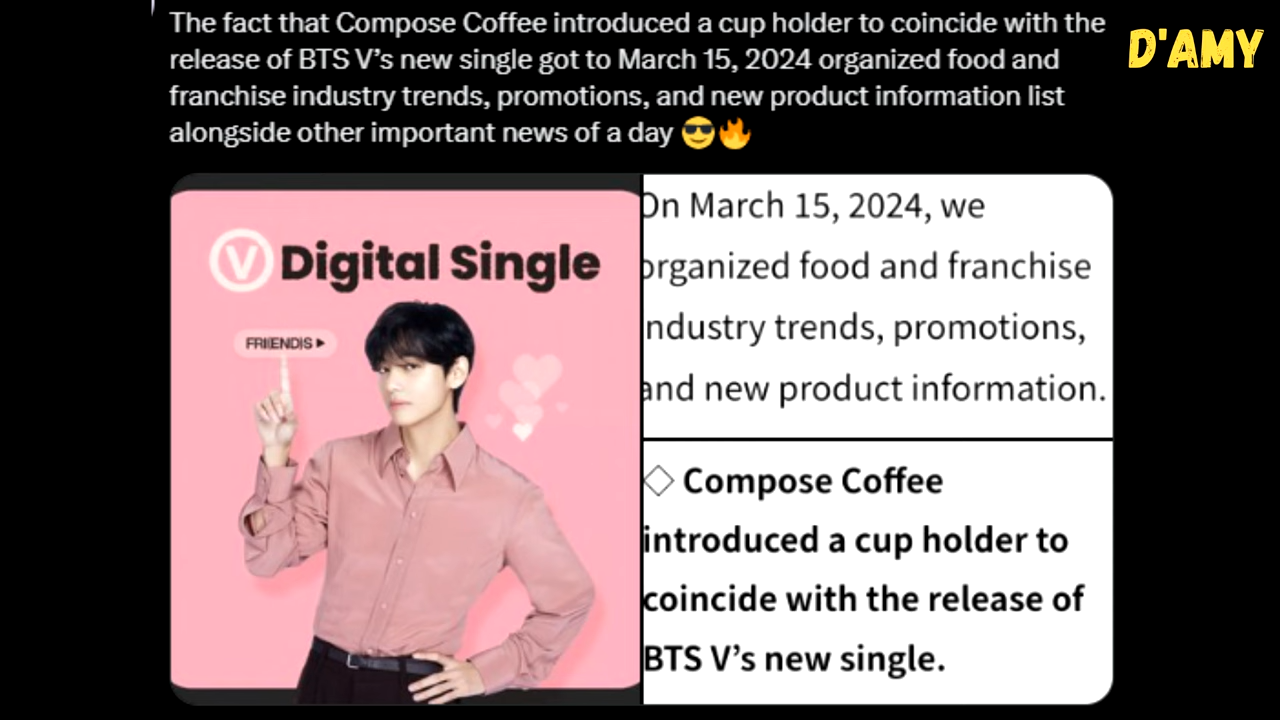 The fact that Compose Coffee introduced a cup holder to coincide with the
release of BTS V’s new single got to March 15, 2024 organized food and
franchise industry trends, promotions, and new product information list
alongside other important news of a day 😎🔥
D'AMY
V Digital Single
FRI(END)S ▶
On March 15, 2024, we
organized food and franchise
industry trends, promotions,
and new product information.
◇ Compose Coffee
introduced a cup holder to
coincide with the release of
BTS V’s new single.